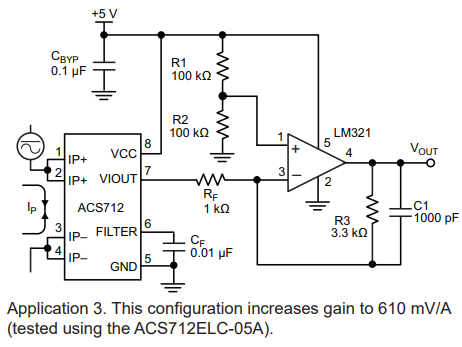 +5 V
CBYP
0.1 µF
R1
100 kΩ
R2
100 kΩ
1
+
5
LM321
4
VOUT
3
–
2
1
IP+
2
IP+
VCC
8
VIOUT
7
RF
1 kΩ
IP
ACS712
3
IP–
4
IP–
FILTER
6
GND
5
CF
0.01 µF
R3
3.3 kΩ
C1
1000 pF
Application 3. This configuration increases gain to 610 mV/A
(tested using the ACS712ELC-05A).